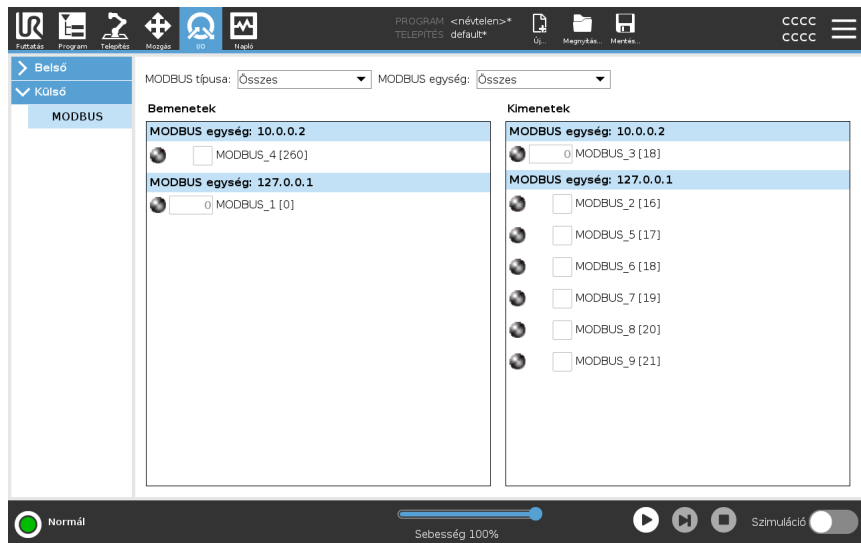 PROGRAM <névtelen>*
TELEPÍTÉS default*
UR
Futtatás Program Telepítés Mozgás I/O Napló
Új... Megnyitás... Mentés...
CCCC
CCCC
Belső
Külső
MODBUS
MODBUS típusa: Összes MODBUS egység: Összes
Bemenetek
MODBUS egység: 10.0.0.2
MODBUS_4 [260]
MODBUS egység: 127.0.0.1
0 MODBUS_1 [0]
Kimenetek
MODBUS egység: 10.0.0.2
0 MODBUS_3 [18]
MODBUS egység: 127.0.0.1
MODBUS_2 [16]
MODBUS_5 [17]
MODBUS_6 [18]
MODBUS_7 [19]
MODBUS_8 [20]
MODBUS_9 [21]
Normál
Sebesség 100%
Szimuláció